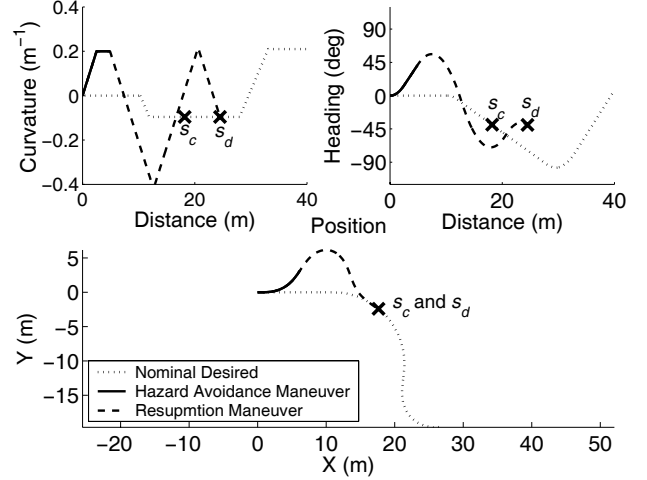 0.4
0.2
0
−0.2
−0.4
Curvature (m⁻¹)
s_c
s_d
0
20
40
Distance (m)
90
45
0
−45
−90
Heading (deg)
s_c
s_d
0
20
40
Distance (m)
Position
5
0
−5
−10
−15
Y (m)
s_c and s_d
Nominal Desired
Hazard Avoidance Maneuver
Resupmtion Maneuver
−20
−10
0
10
20
30
40
50
X (m)